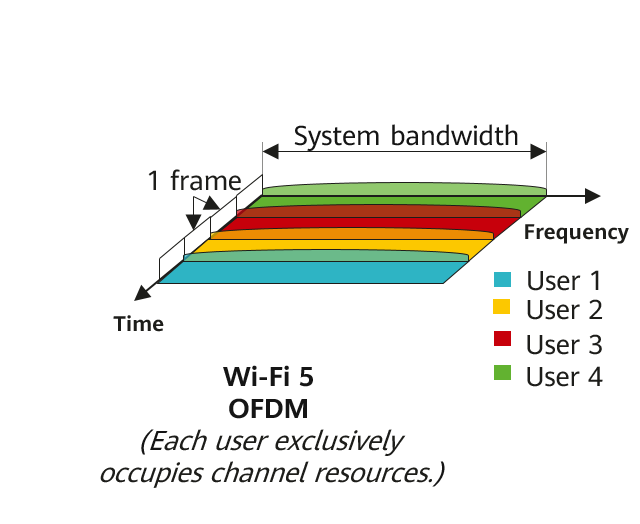 System bandwidth
1 frame
Frequency
Time
User 1
User 2
User 3
User 4
Wi-Fi 5
OFDM
(Each user exclusively
occupies channel resources.)